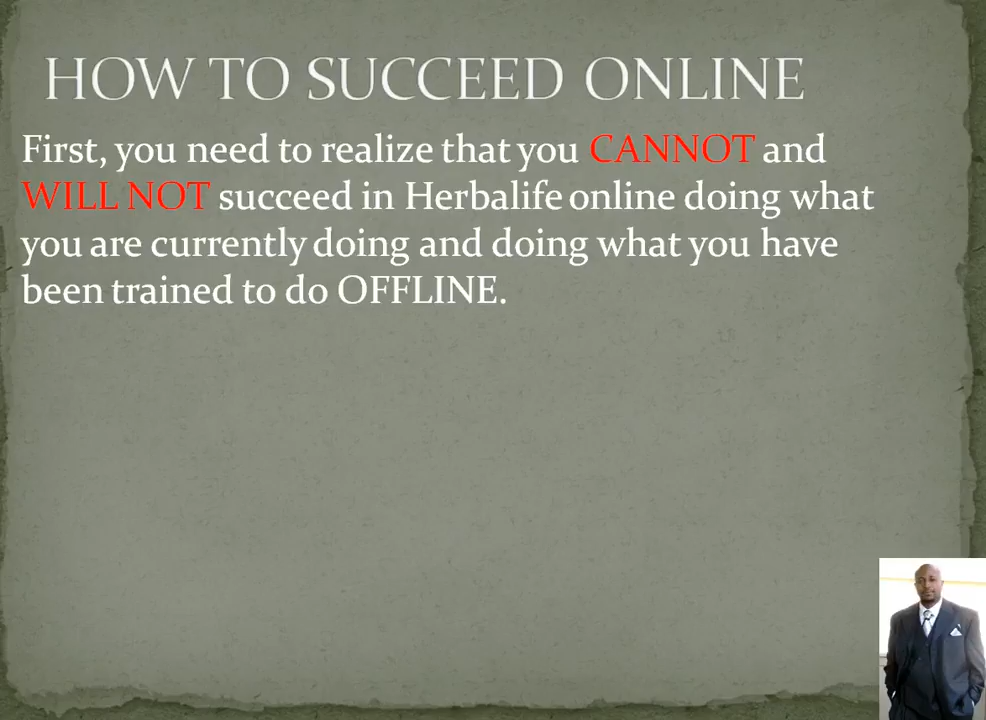 HOW TO SUCCEED ONLINE
First, you need to realize that you CANNOT and
WILL NOT succeed in Herbalife online doing what
you are currently doing and doing what you have
been trained to do OFFLINE.